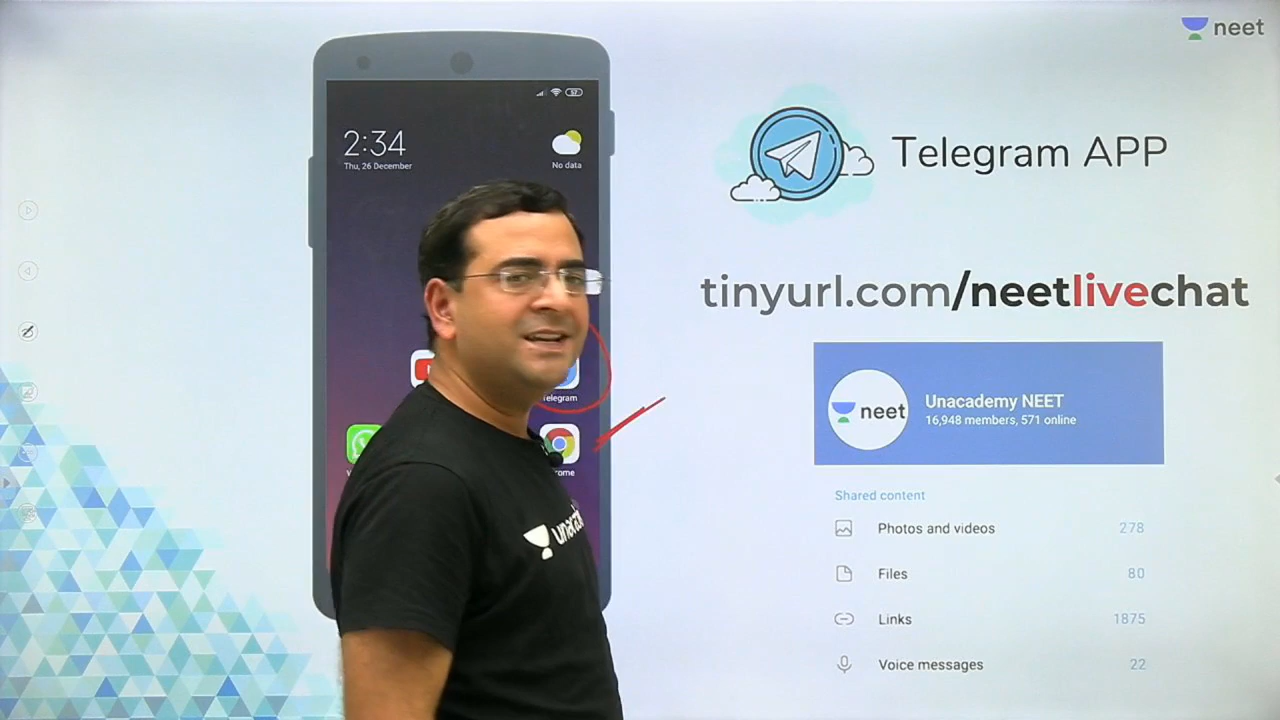 neet
2:34
Thu, 26 December
57
No data
Telegram APP
tinyurl.com/neetlivechat
Telegram
neet
Unacademy NEET
16,948 members, 571 online
Shared content
Photos and videos 278
Files 80
Links 1875
Voice messages 22